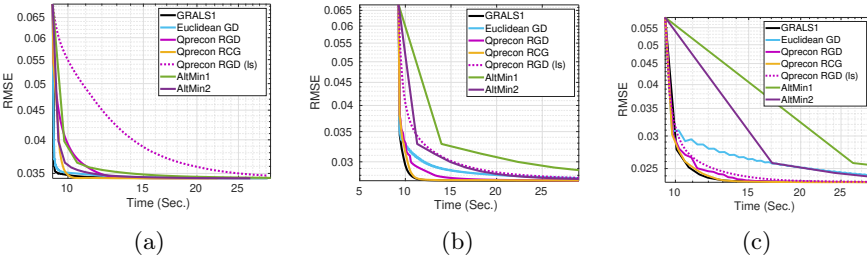 0.065
0.06
0.055
0.05
0.045
0.04
0.035
RMSE
10
15
20
25
Time (Sec.)
GRALS1
Euclidean GD
Qprecon RGD
Qprecon RCG
Qprecon RGD (ls)
AltMin1
AltMin2
(a)
0.065
0.06
0.055
0.05
0.045
0.04
0.035
0.03
RMSE
5
10
15
20
25
Time (Sec.)
GRALS1
Euclidean GD
Qprecon RGD
Qprecon RCG
Qprecon RGD (ls)
AltMin1
AltMin2
(b)
0.055
0.05
0.045
0.04
0.035
0.03
0.025
RMSE
10
15
20
25
Time (Sec.)
GRALS1
Euclidean GD
Qprecon RGD
Qprecon RCG
Qprecon RGD (ls)
AltMin1
AltMin2
(c)